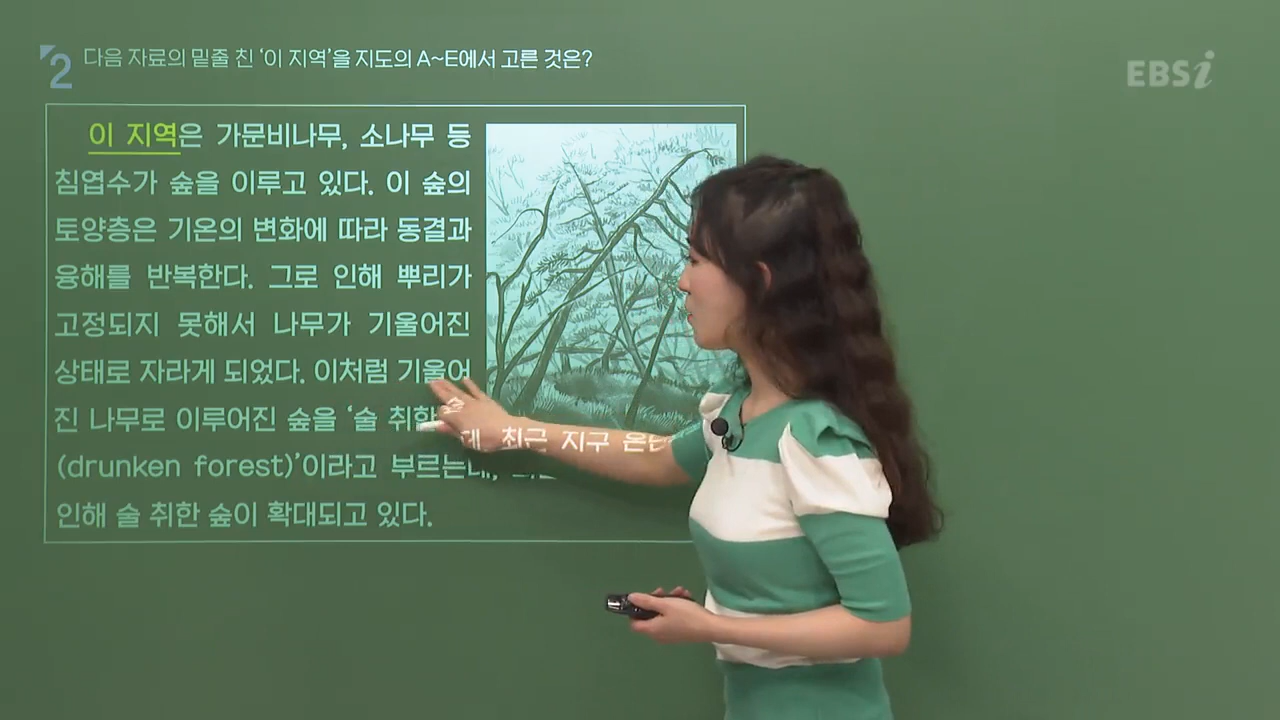 2
다음 자료의 밑줄 친 ‘이 지역’을 지도의 A~E에서 고른 것은?
EBSi
이 지역은 가문비나무, 소나무 등
침엽수가 숲을 이루고 있다. 이 숲의
토양층은 기온의 변화에 따라 동결과
융해를 반복한다. 그로 인해 뿌리가
고정되지 못해서 나무가 기울어진
상태로 자라게 되었다. 이처럼 기울어
진 나무로 이루어진 숲을 ‘술 취한
(drunken forest)’이라고 부르는데, 최근 지구
인해 술 취한 숲이 확대되고 있다.